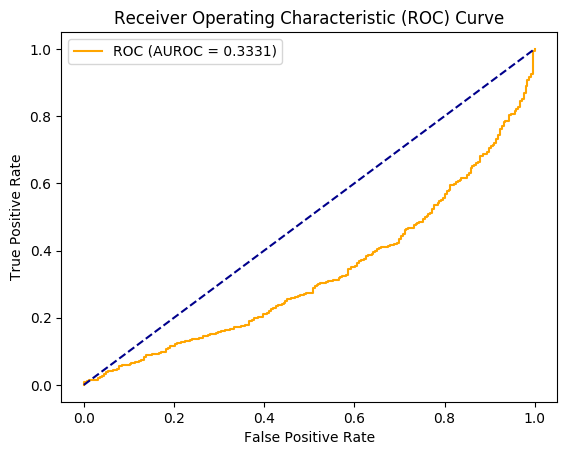 Receiver Operating Characteristic (ROC) Curve
ROC (AUROC = 0.3331)
True Positive Rate
1.0
0.8
0.6
0.4
0.2
0.0
0.0 0.2 0.4 0.6 0.8 1.0
False Positive Rate